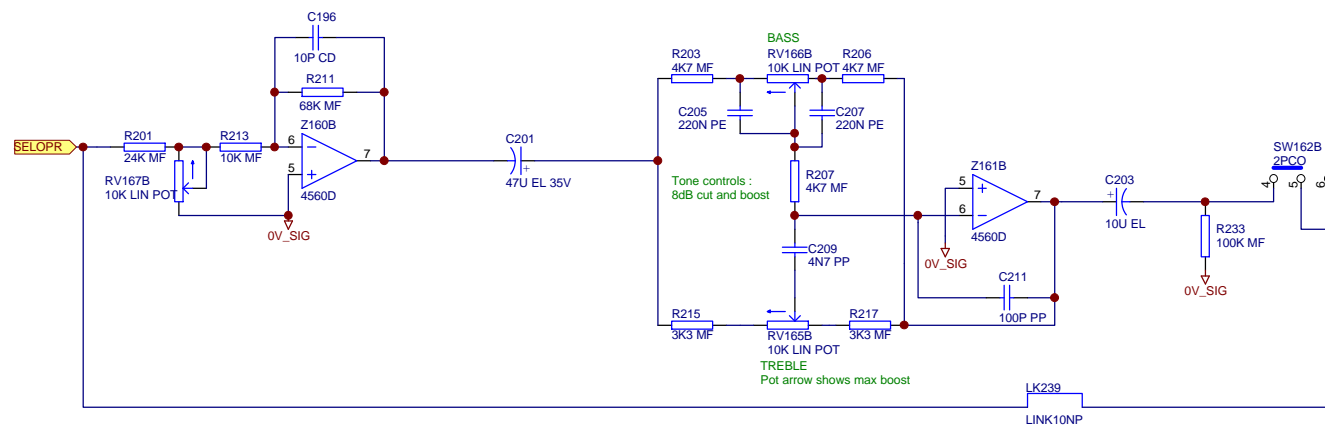 C196
10P CD
R211
68K MF
Z160B
SELOPR
R201
24K MF
R213
10K MF
6
5
7
4560D
RV167B
10K LIN POT
0V_SIG
C201
47U EL 35V
BASS
R203
4K7 MF
RV166B
10K LIN POT
R206
4K7 MF
C205
220N PE
C207
220N PE
Tone controls :
8dB cut and boost
R207
4K7 MF
C209
4N7 PP
R215
3K3 MF
RV165B
10K LIN POT
R217
3K3 MF
TREBLE
Pot arrow shows max boost
Z161B
5
6
7
4560D
0V_SIG
C211
100P PP
C203
10U EL
R233
100K MF
0V_SIG
SW162B
2PCO
4
5
6
LK239
LINK10NP